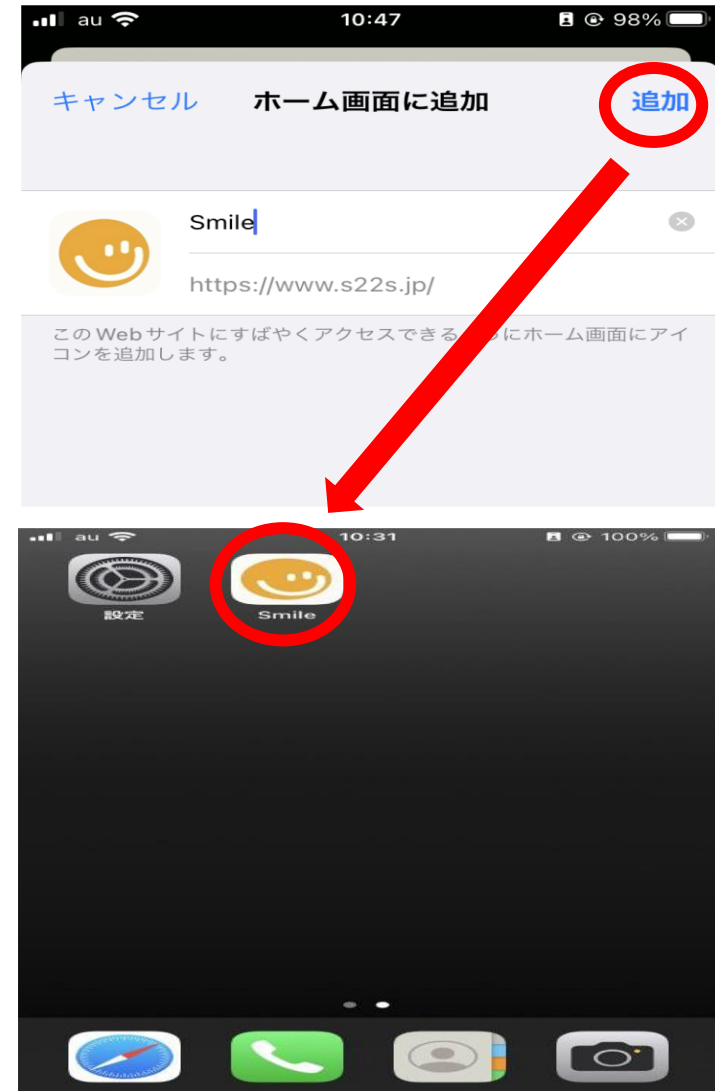 au 10:47 98%
キャンセル ホーム画面に追加 追加
Smile
https://www.s22s.jp/
このWebサイトにすばやくアクセスできる うにホーム画面にアイ
コンを追加します。
au 10:31 100%
設定 Smile